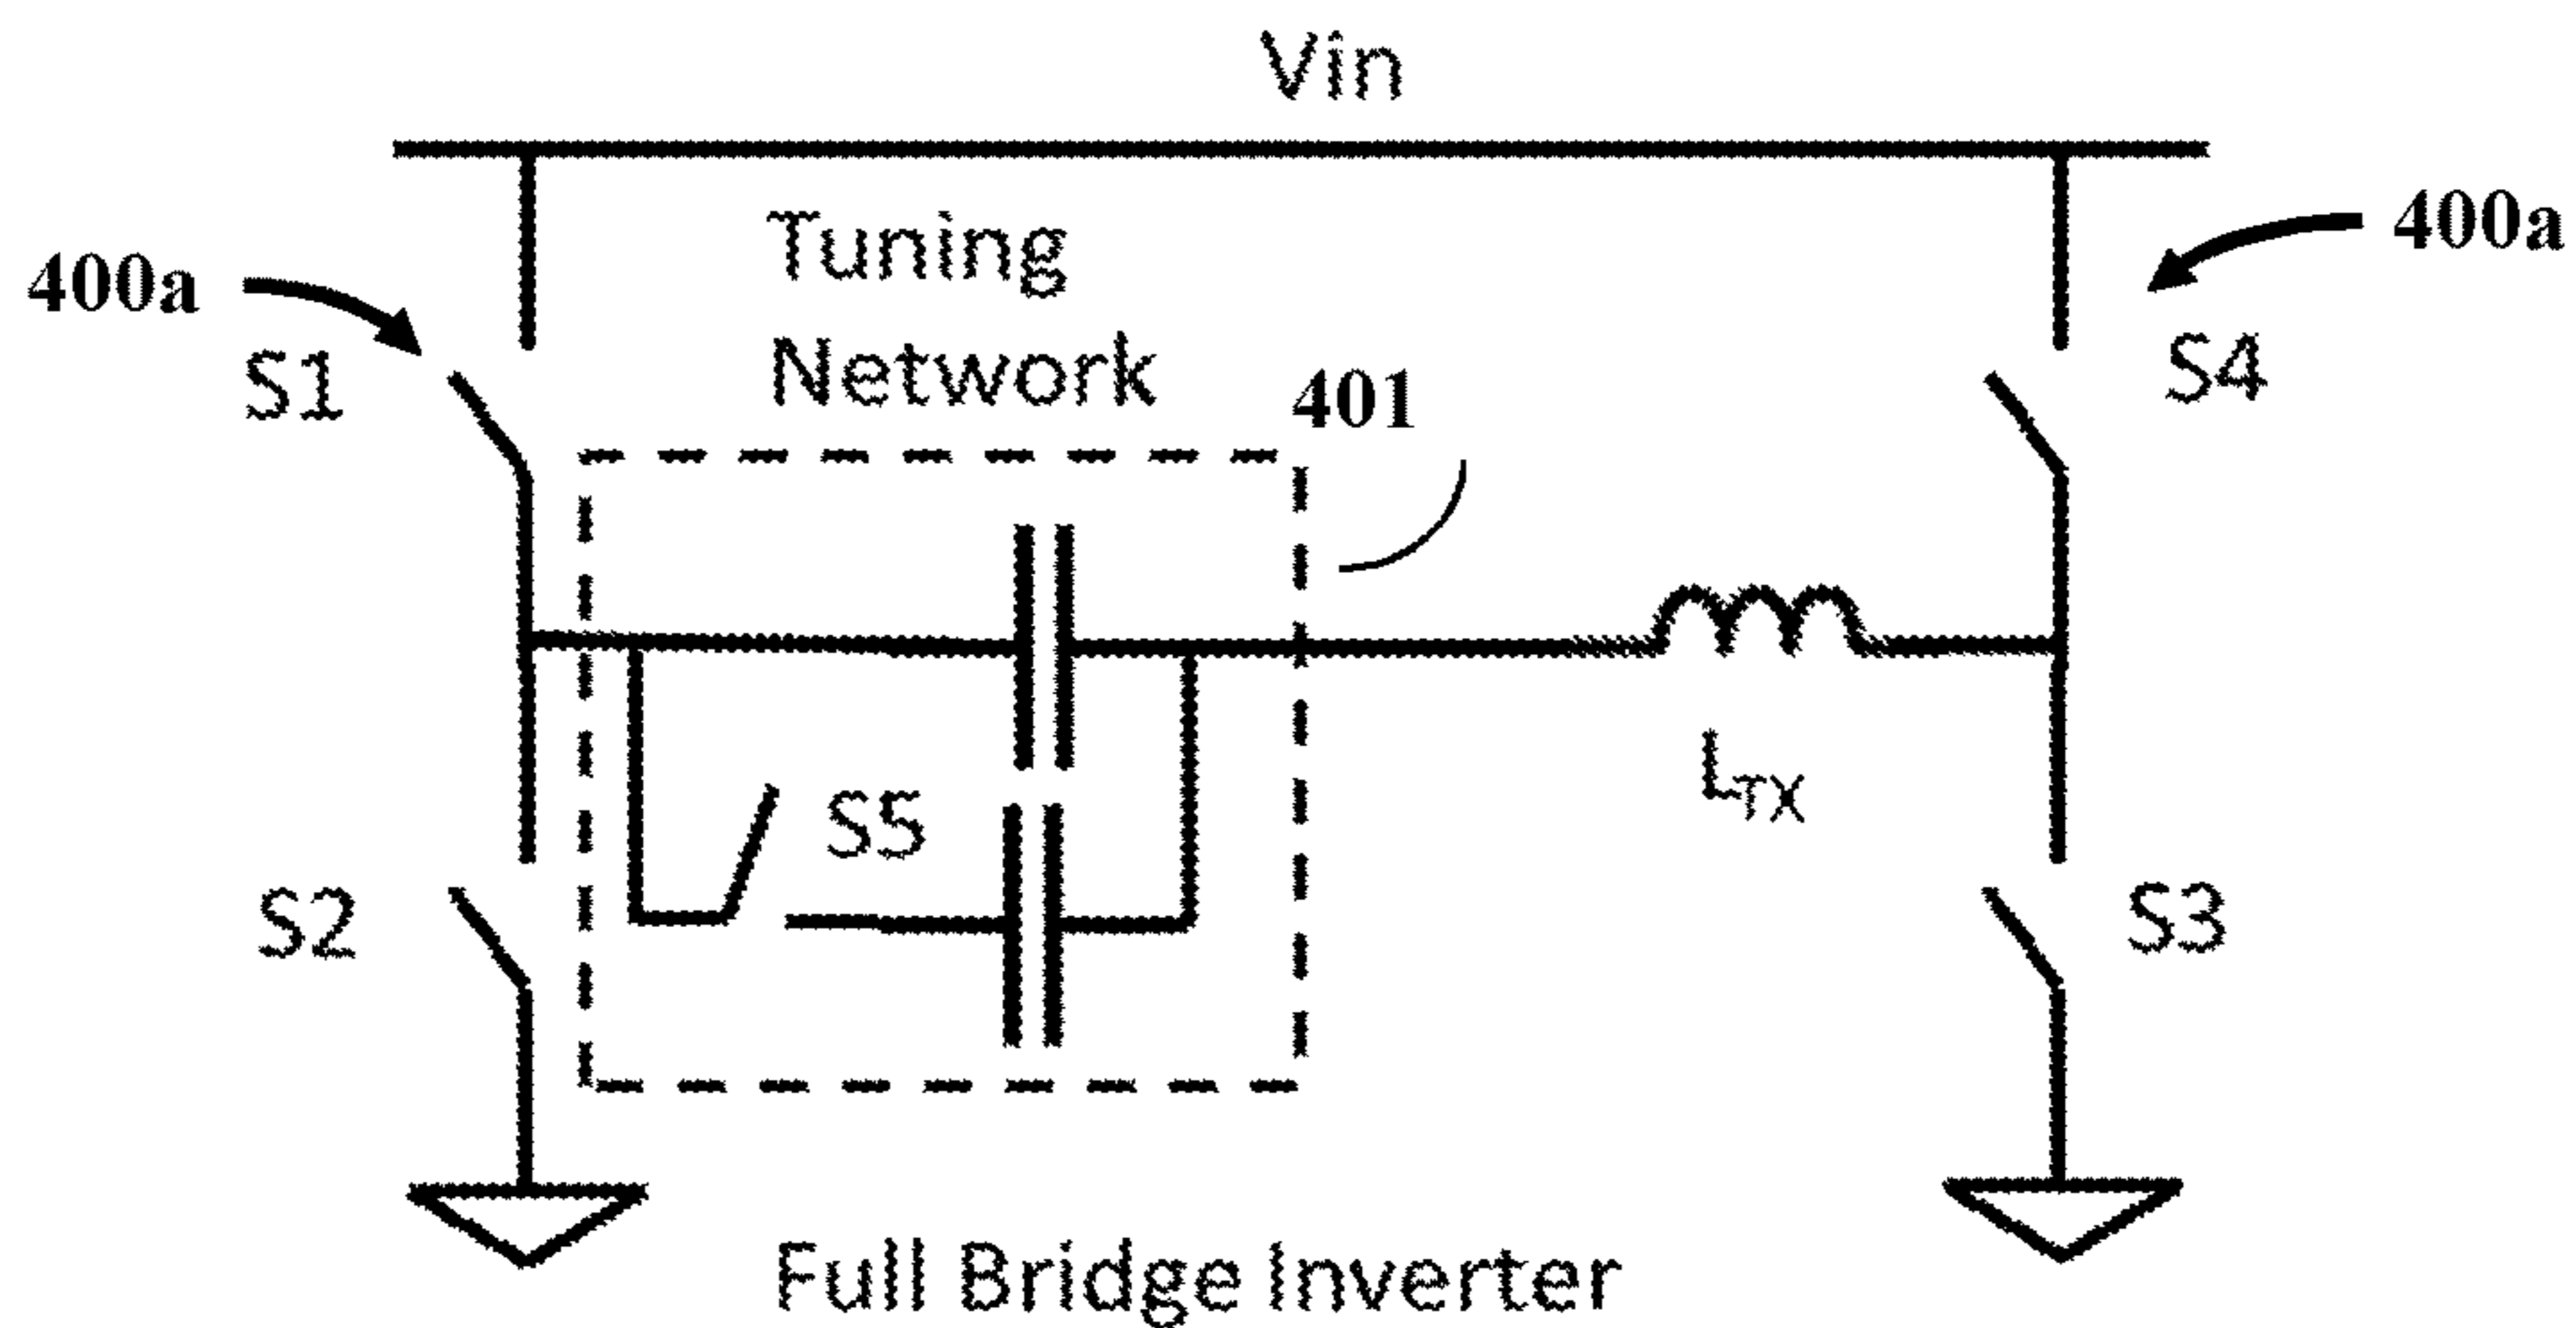 Vin
Tuning
Network
400a
400a
S1
S4
401
S5
LTX
S2
S3
Full Bridge Inverter